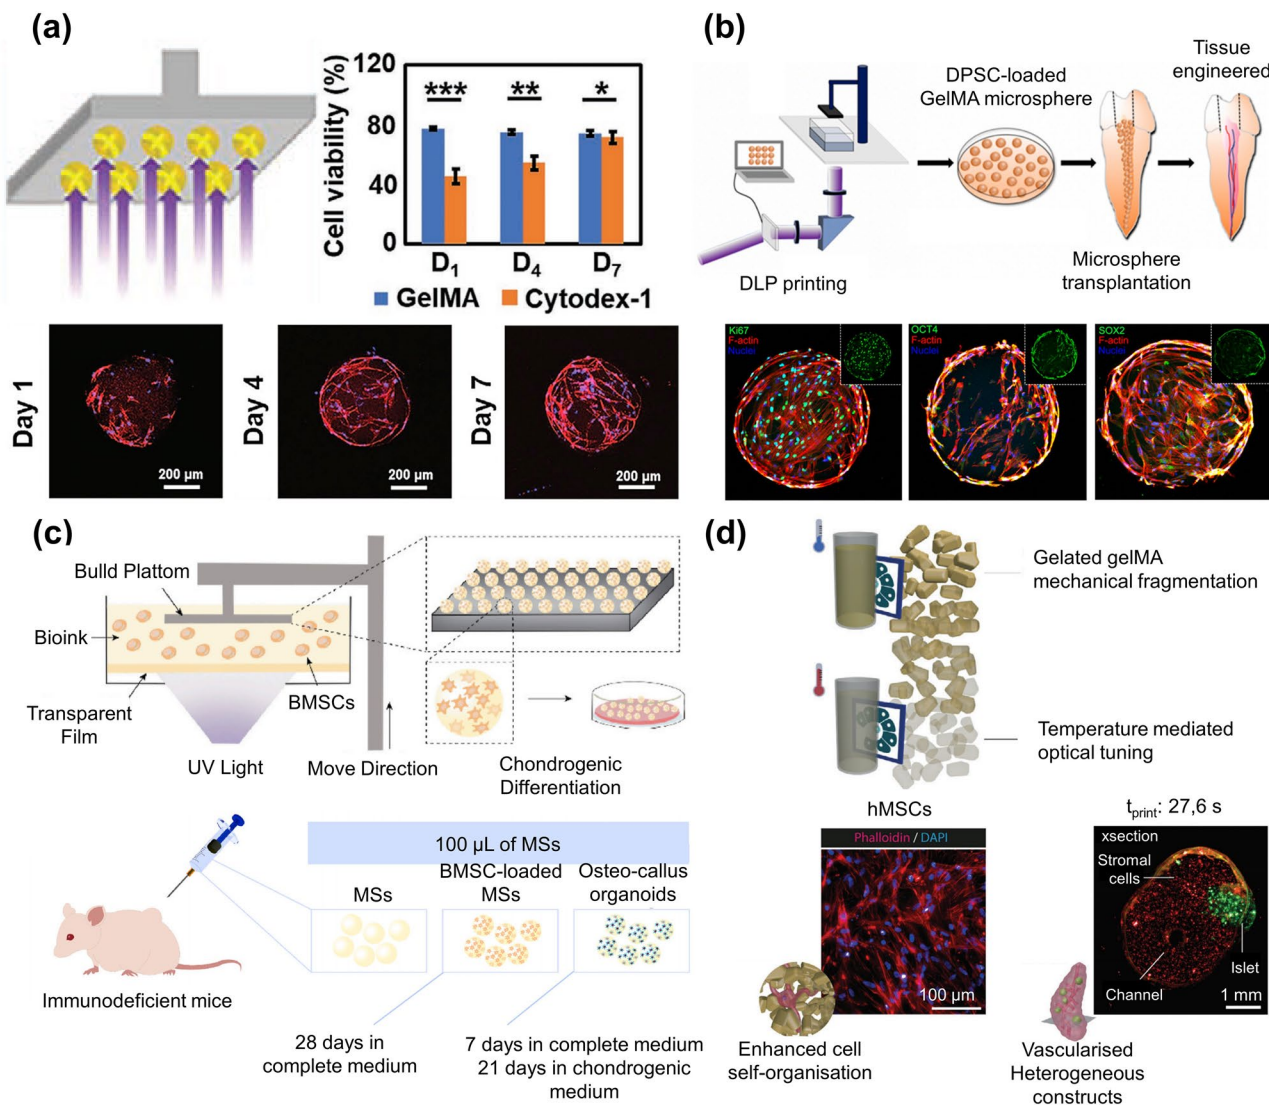 (a)
Cell viability (%)
120
80
40
0
***
**
*
D1
D4
D7
GelMA
Cytodex-1
Day 1
200 µm
Day 4
200 µm
Day 7
200 µm
(b)
DPSC-loaded
GelMA microsphere
Tissue
engineered
DLP printing
Microsphere
transplantation
Ki67
F-actin
Nuclei
OCT4
F-actin
Nuclei
SOX2
F-actin
Nuclei
(c)
Bulld Plattom
Bioink
BMSCs
Transparent
Film
UV Light
Move Direction
Chondrogenic
Differentiation
100 µL of MSs
MSs
BMSC-loaded
MSs
Osteo-callus
organoids
Immunodeficient mice
28 days in
complete medium
7 days in complete medium
21 days in chondrogenic
medium
(d)
Gelated gelMA
mechanical fragmentation
Temperature mediated
optical tuning
hMSCs
Phalloidin / DAPI
100 µm
Enhanced cell
self-organisation
tprint: 27,6 s
xsection
Stromal
cells
Islet
Channel
1 mm
Vascularised
Heterogeneous
constructs